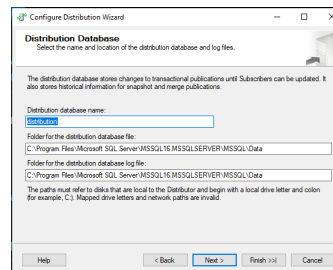 Configure Distribution Wizard
Distribution Database
Select the name and location of the distribution database and log files.
The distribution database stores changes to transactional publications until Subscribers can be updated. It
also stores historical information for snapshot and merge publications.
Distribution database name:
distribution
Folder for the distribution database file:
C:\Program Files\Microsoft SQL Server\MSSQL16.MSSQLSERVER\MSSQL\Data
Folder for the distribution database log file:
C:\Program Files\Microsoft SQL Server\MSSQL16.MSSQLSERVER\MSSQL\Data
The paths must refer to disks that are local to the Distributor and begin with a local drive letter and colon
(for example, C:). Mapped drive letters and network paths are invalid.
Help
< Back
Next >
Finish >>|
Cancel